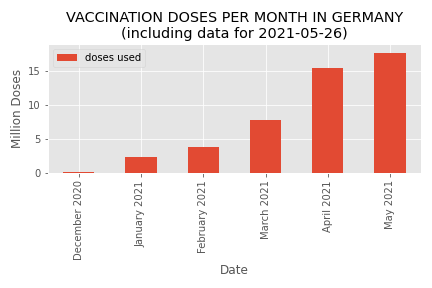 VACCINATION DOSES PER MONTH IN GERMANY
(including data for 2021-05-26)
doses used
Million Doses
15
10
5
0
December 2020
January 2021
February 2021
March 2021
April 2021
May 2021
Date